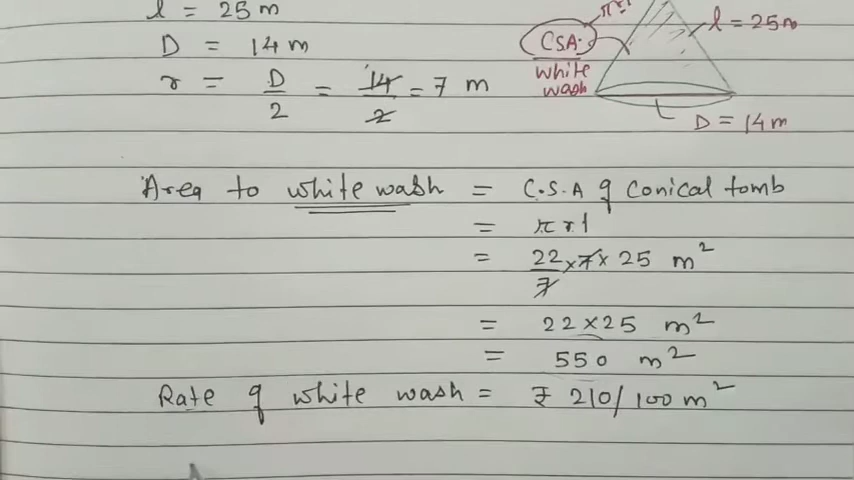 l = 25 m
D = 14 m
r = D/2 = 14/2 = 7 m
πrl
CSA
white
wash
l = 25m
D = 14m
Area to white wash = C.S.A of Conical tomb
= πrl
= 22/7 × 7 × 25 m²
= 22 × 25 m²
= 550 m²
Rate of white wash = ₹ 210/100 m²